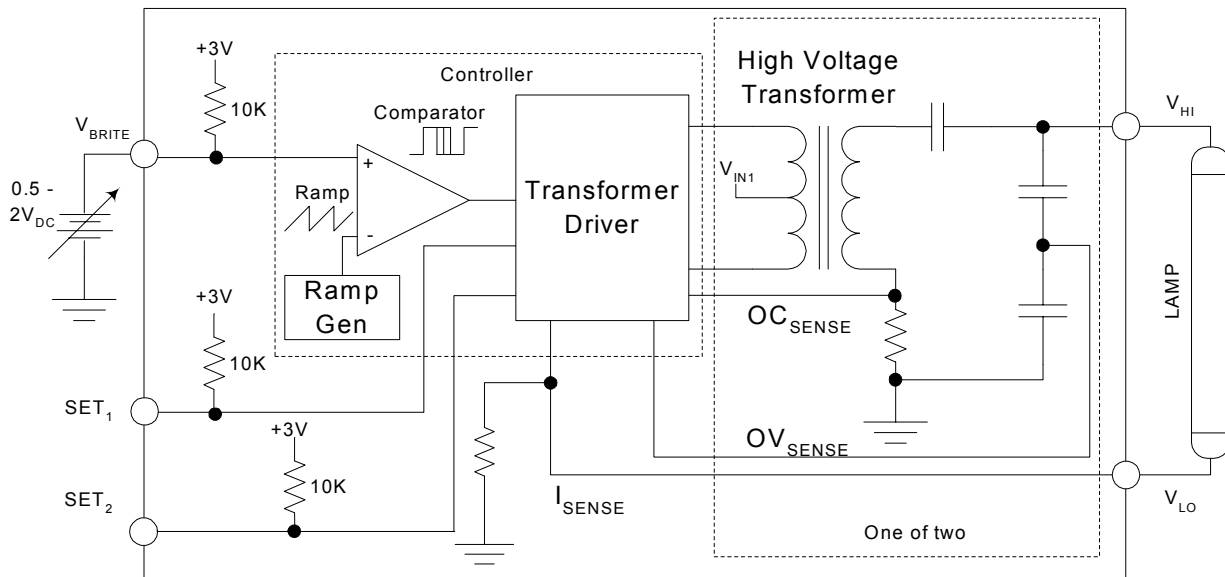 +3V
10K
V_BRITE
0.5 -
2V_DC
Controller
Comparator
+
Ramp
-
Ramp
Gen
Transformer
Driver
High Voltage
Transformer
V_IN1
V_HI
LAMP
OC_SENSE
+3V
10K
SET_1
+3V
10K
SET_2
OV_SENSE
I_SENSE
V_LO
One of two